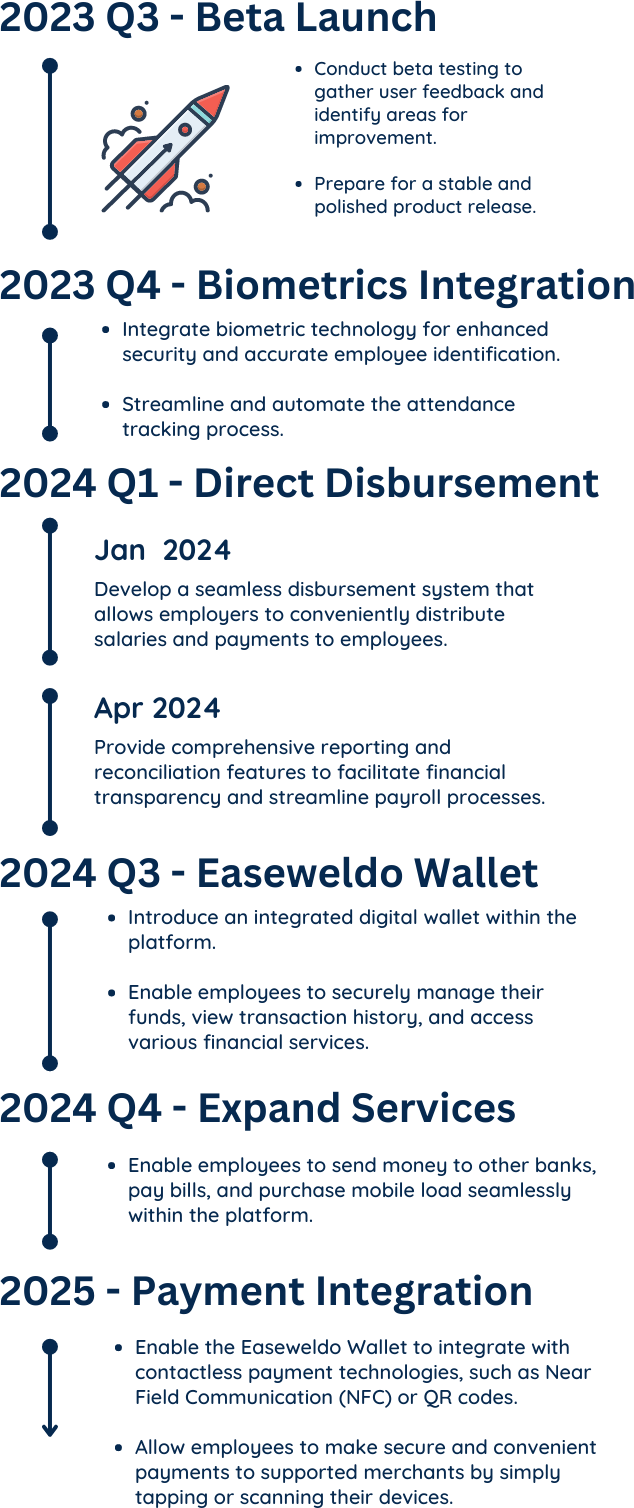 2023 Q3 - Beta Launch
• Conduct beta testing to
gather user feedback and
identify areas for
improvement.
• Prepare for a stable and
polished product release.
2023 Q4 - Biometrics Integration
• Integrate biometric technology for enhanced
security and accurate employee identification.
• Streamline and automate the attendance
tracking process.
2024 Q1 - Direct Disbursement
Jan 2024
Develop a seamless disbursement system that
allows employers to conveniently distribute
salaries and payments to employees.
Apr 2024
Provide comprehensive reporting and
reconciliation features to facilitate financial
transparency and streamline payroll processes.
2024 Q3 - Easeweldo Wallet
• Introduce an integrated digital wallet within the
platform.
• Enable employees to securely manage their
funds, view transaction history, and access
various financial services.
2024 Q4 - Expand Services
• Enable employees to send money to other banks,
pay bills, and purchase mobile load seamlessly
within the platform.
2025 - Payment Integration
• Enable the Easeweldo Wallet to integrate with
contactless payment technologies, such as Near
Field Communication (NFC) or QR codes.
• Allow employees to make secure and convenient
payments to supported merchants by simply
tapping or scanning their devices.